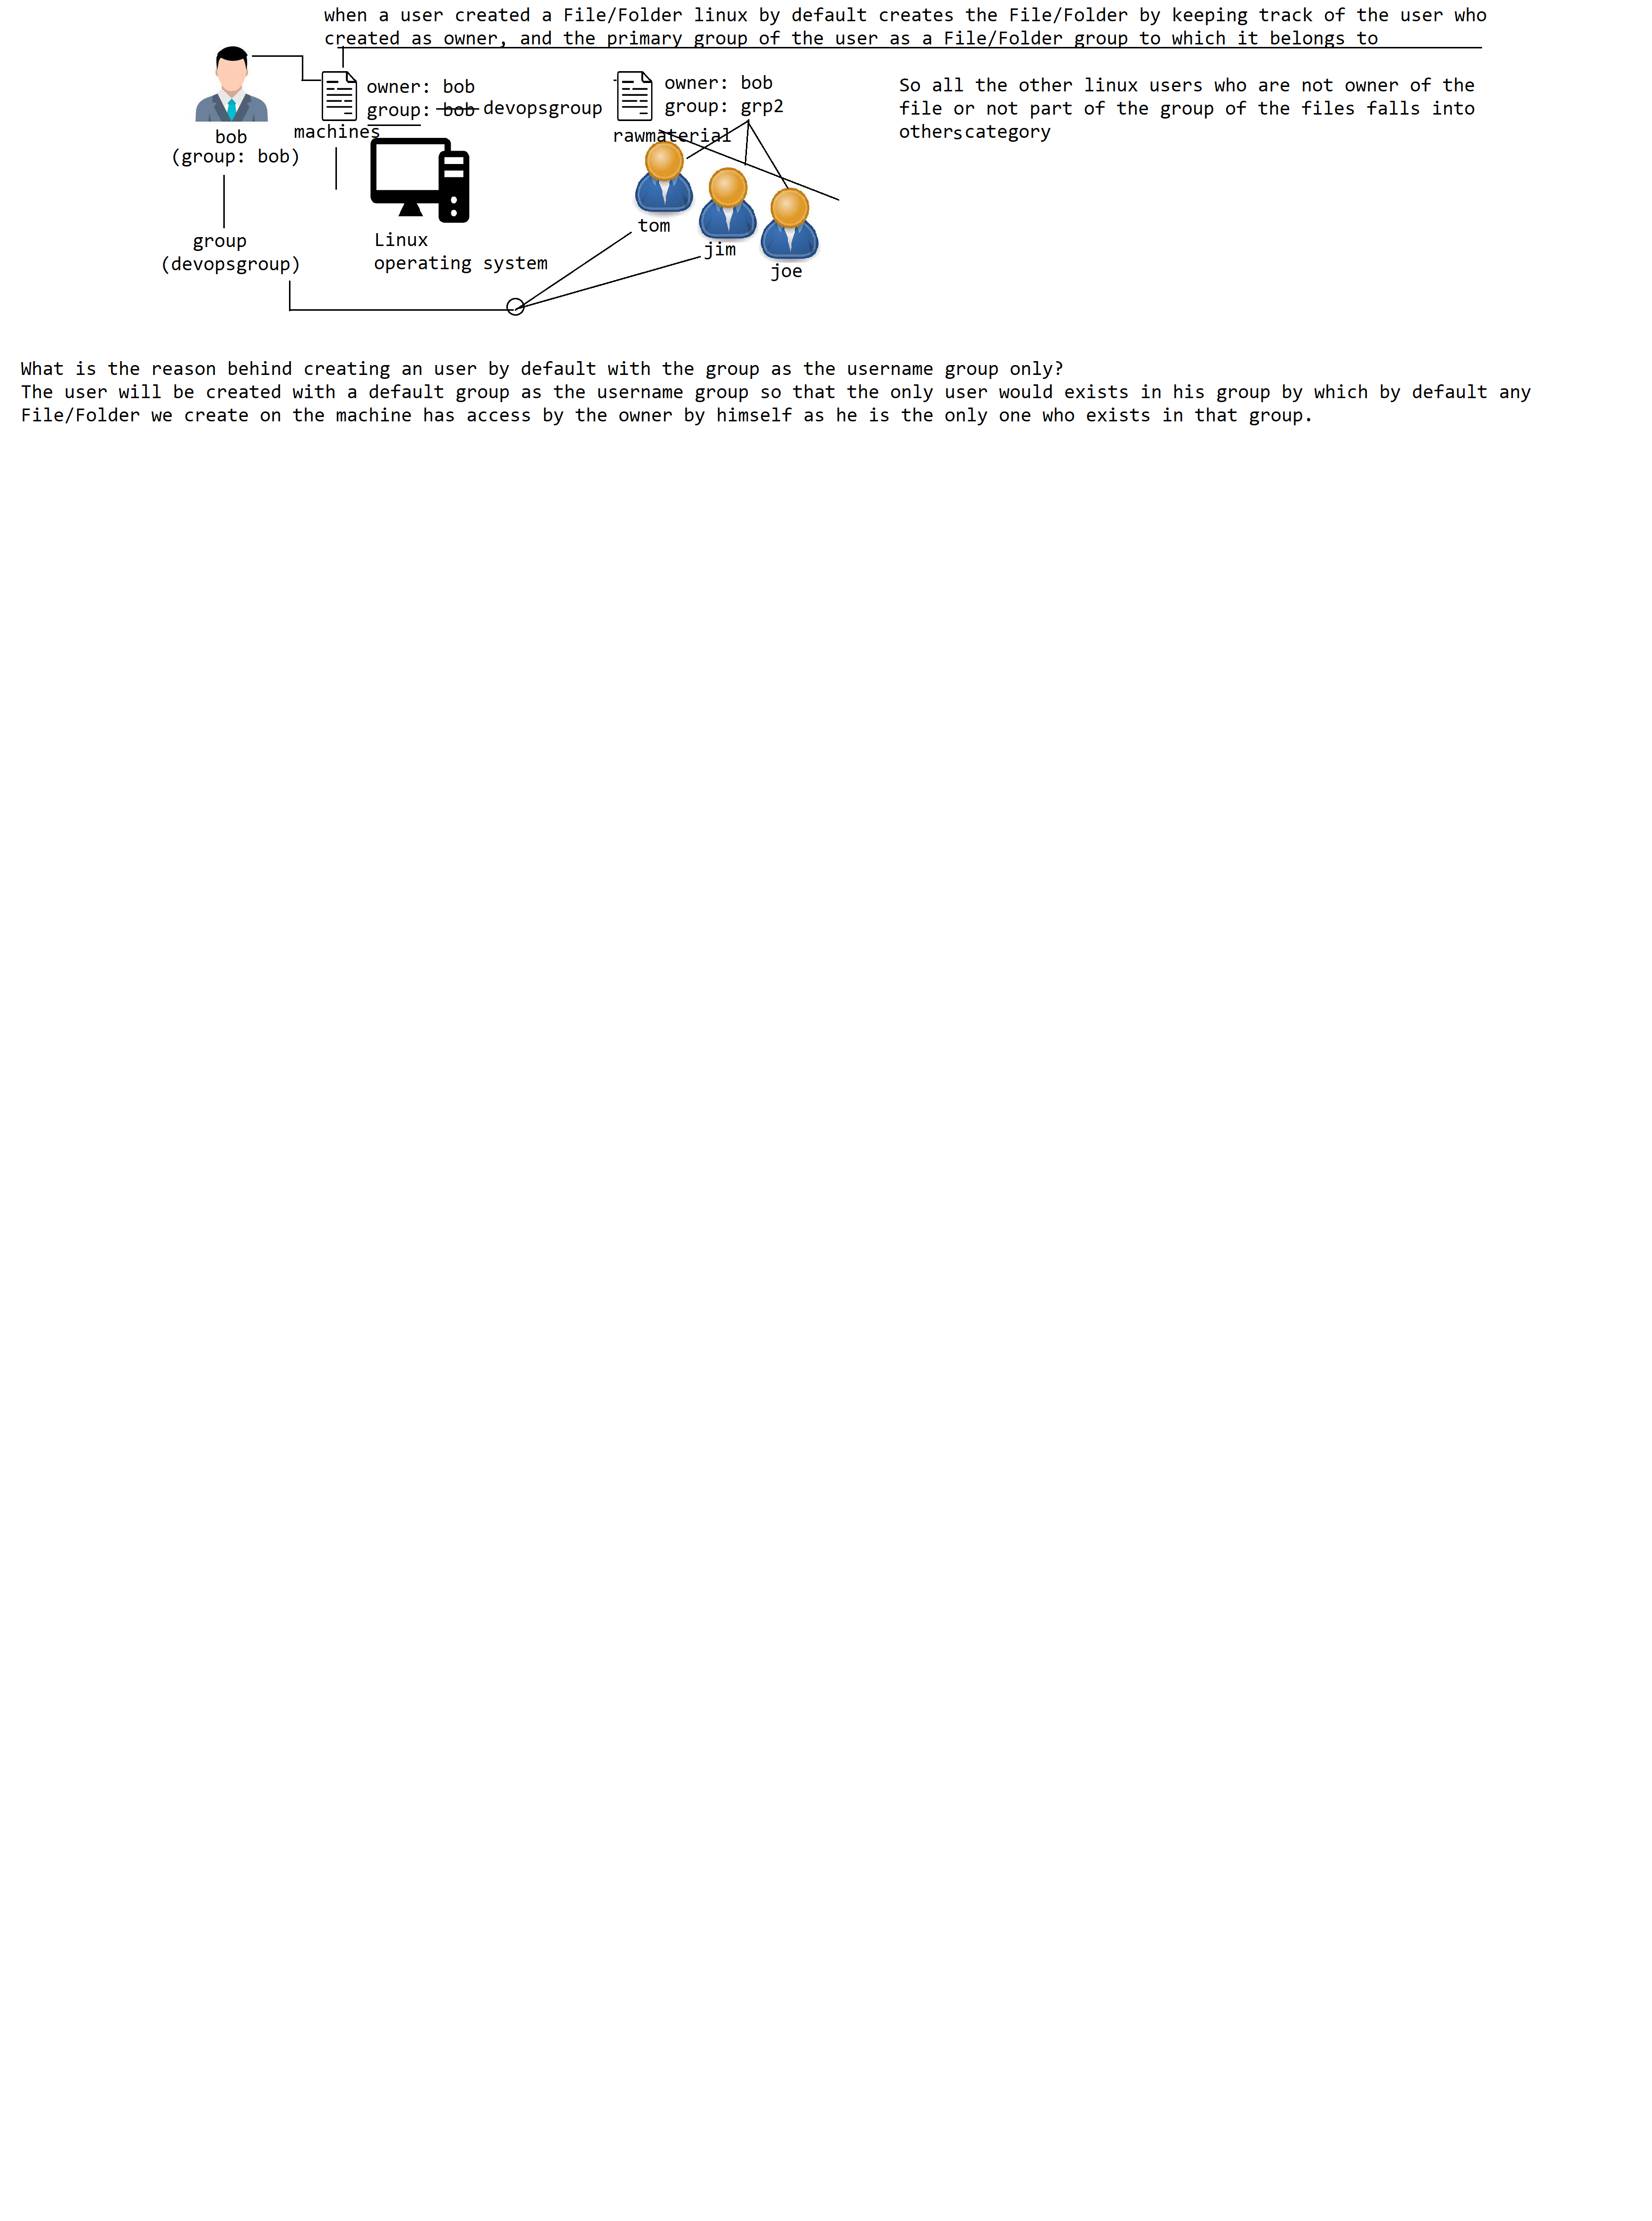 when a user created a File/Folder linux by default creates the File/Folder by keeping track of the user who
created as owner, and the primary group of the user as a File/Folder group to which it belongs to
owner: bob
group: bob devopsgroup
machines
bob
(group: bob)
group
(devopsgroup)
Linux
operating system
owner: bob
group: grp2
rawmaterial
tom
jim
joe
So all the other linux users who are not owner of the
file or not part of the group of the files falls into
others category
What is the reason behind creating an user by default with the group as the username group only?
The user will be created with a default group as the username group so that the only user would exists in his group by which by default any
File/Folder we create on the machine has access by the owner by himself as he is the only one who exists in that group.